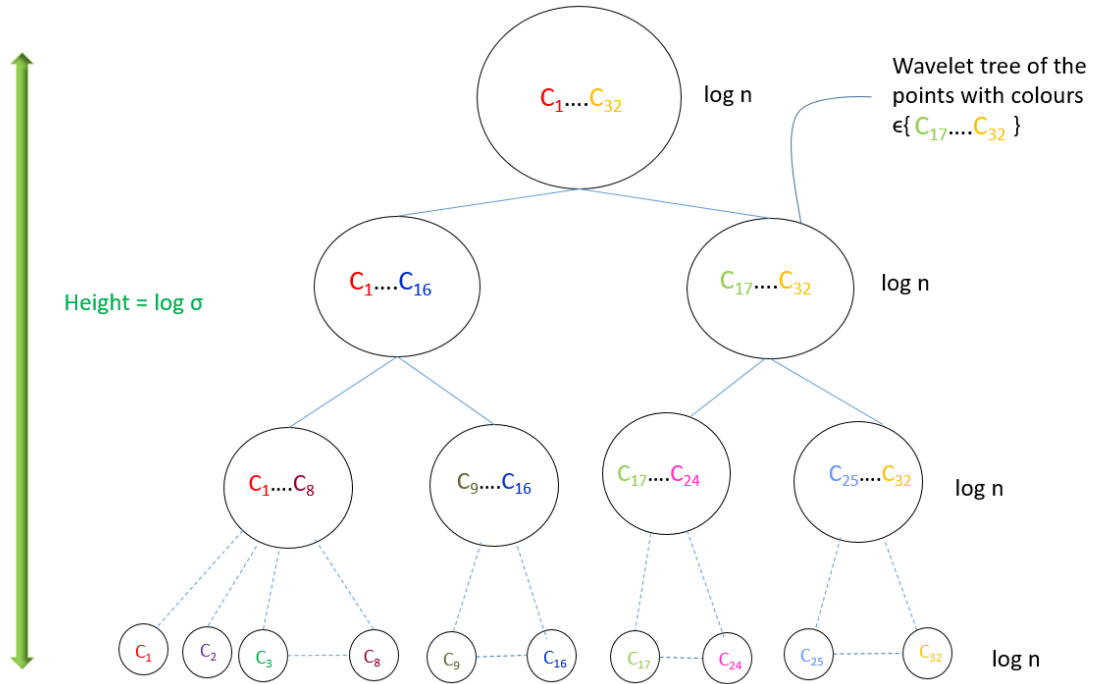 C₁....C₃₂
log n
Wavelet tree of the
points with colours
ϵ{ C₁₇....C₃₂ }
C₁....C₁₆
C₁₇....C₃₂
log n
Height = log σ
C₁....C₈
C₉....C₁₆
C₁₇....C₂₄
C₂₅....C₃₂
log n
C₁
C₂
C₃
C₈
C₉
C₁₆
C₁₇
C₂₄
C₂₅
C₃₂
log n